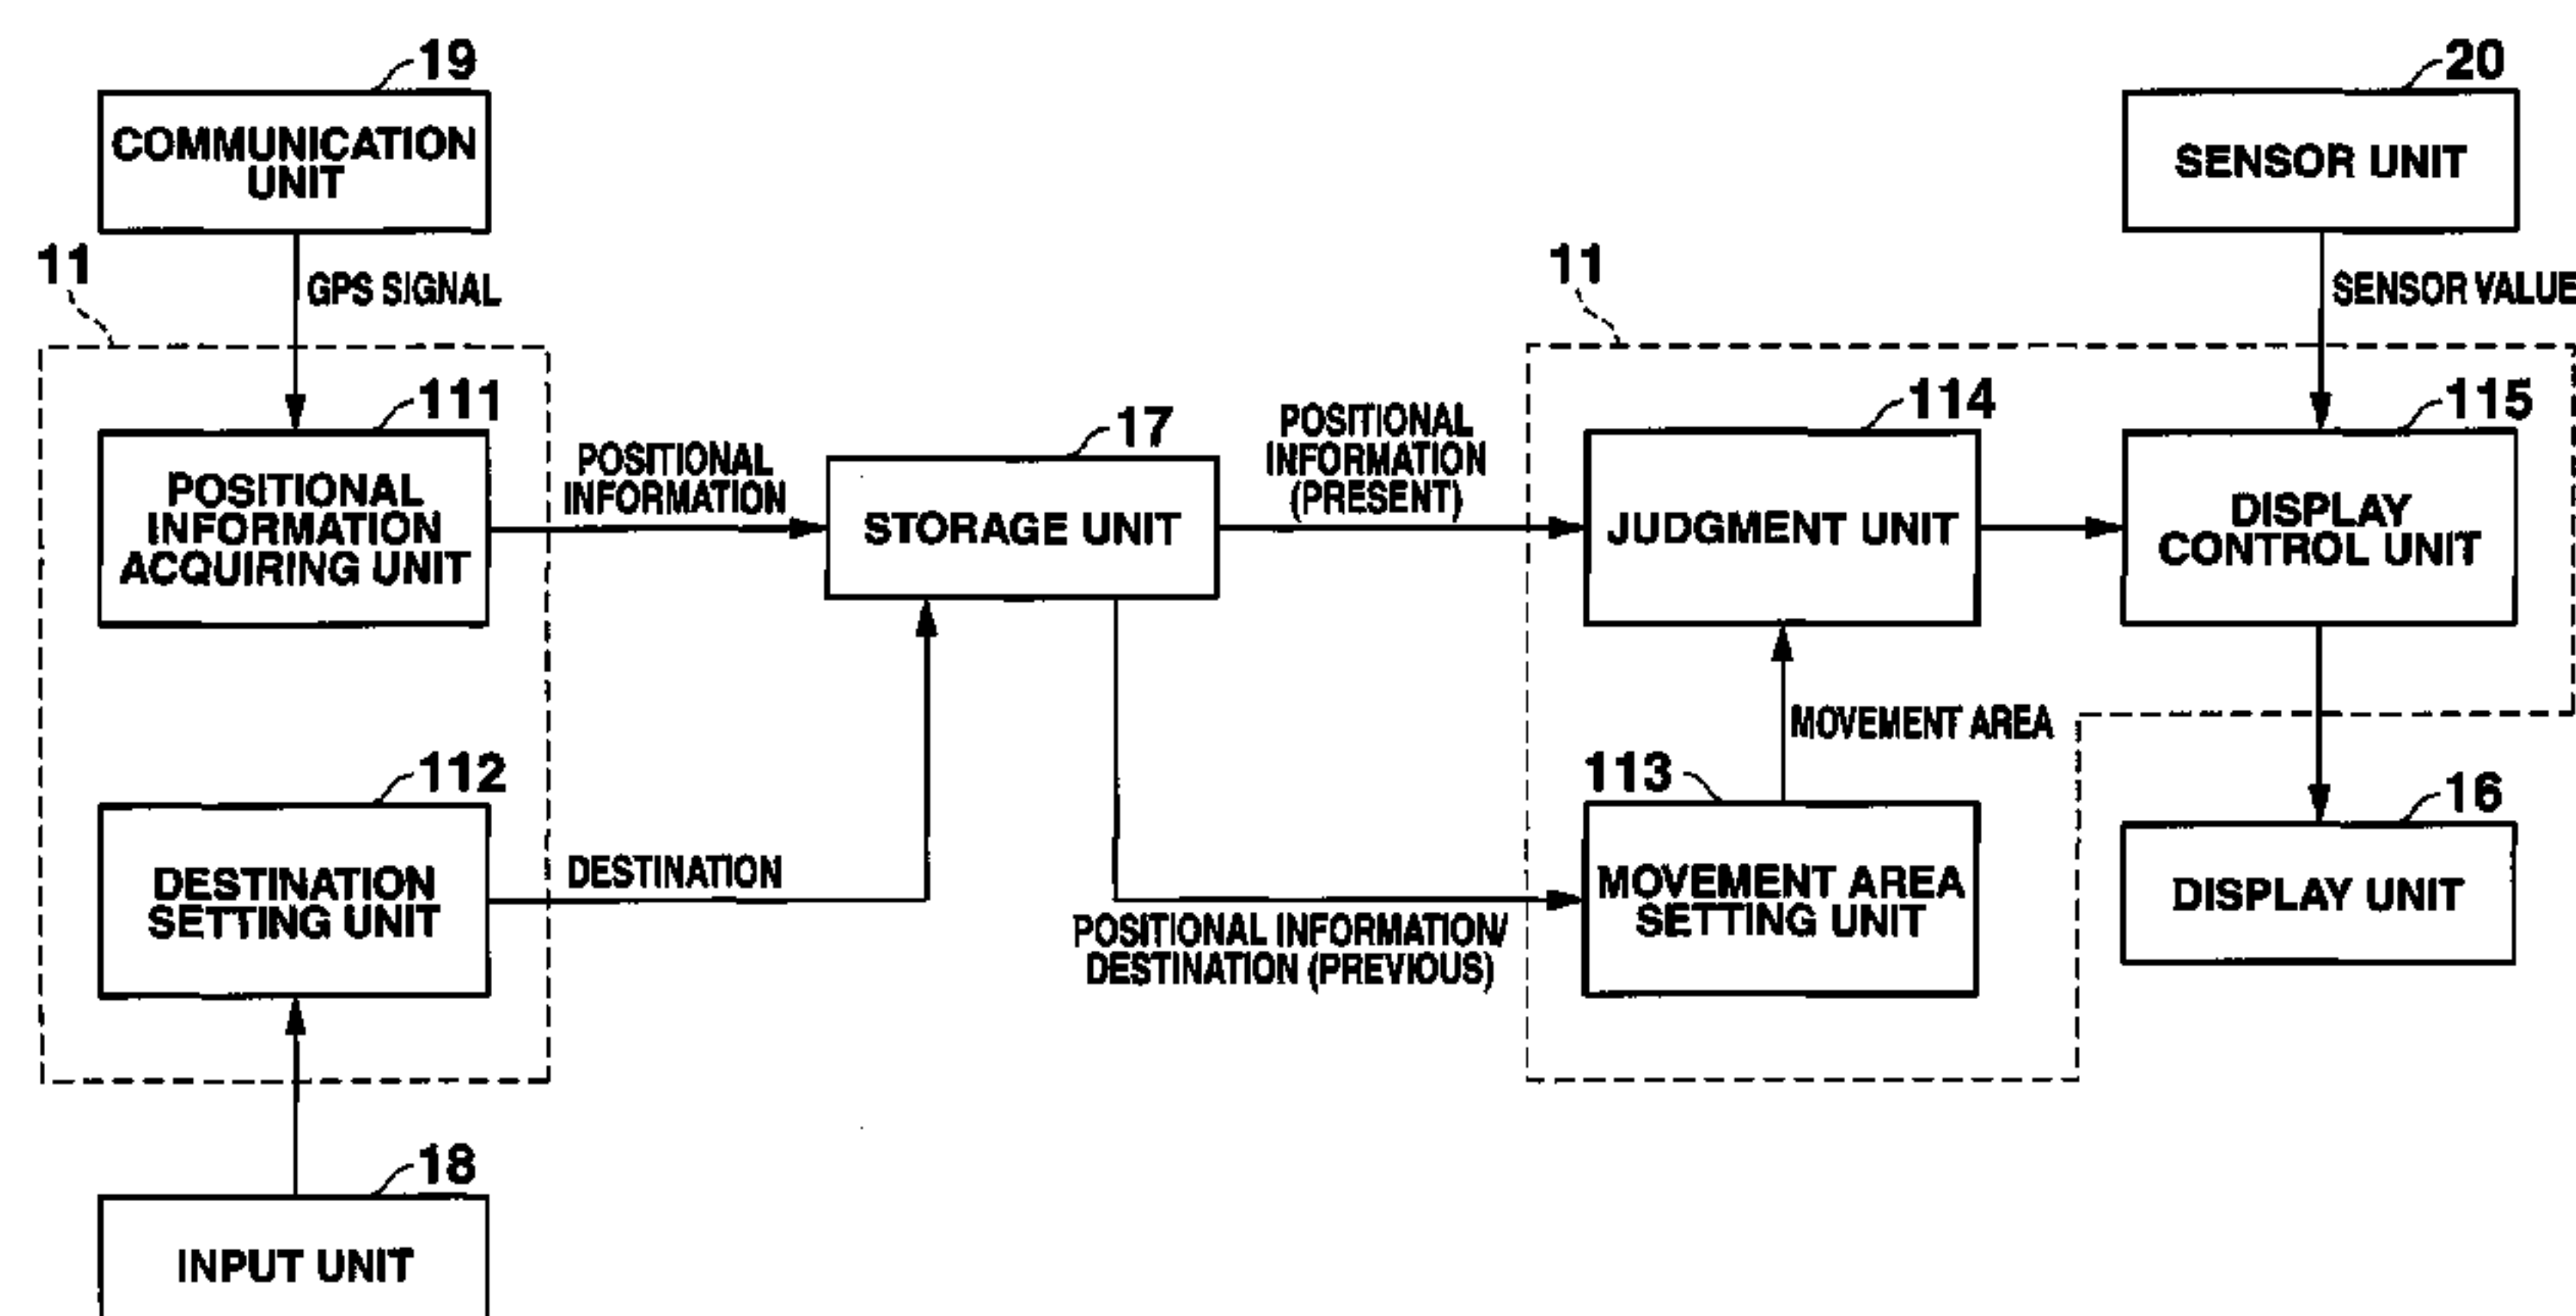 19
COMMUNICATION
UNIT
20
SENSOR UNIT
11
GPS SIGNAL
11
SENSOR VALUE
111
POSITIONAL
INFORMATION
ACQUIRING UNIT
POSITIONAL
INFORMATION
17
STORAGE UNIT
POSITIONAL
INFORMATION
(PRESENT)
114
JUDGMENT UNIT
115
DISPLAY
CONTROL UNIT
MOVEMENT AREA
112
DESTINATION
SETTING UNIT
DESTINATION
POSITIONAL INFORMATION/
DESTINATION (PREVIOUS)
113
MOVEMENT AREA
SETTING UNIT
16
DISPLAY UNIT
18
INPUT UNIT